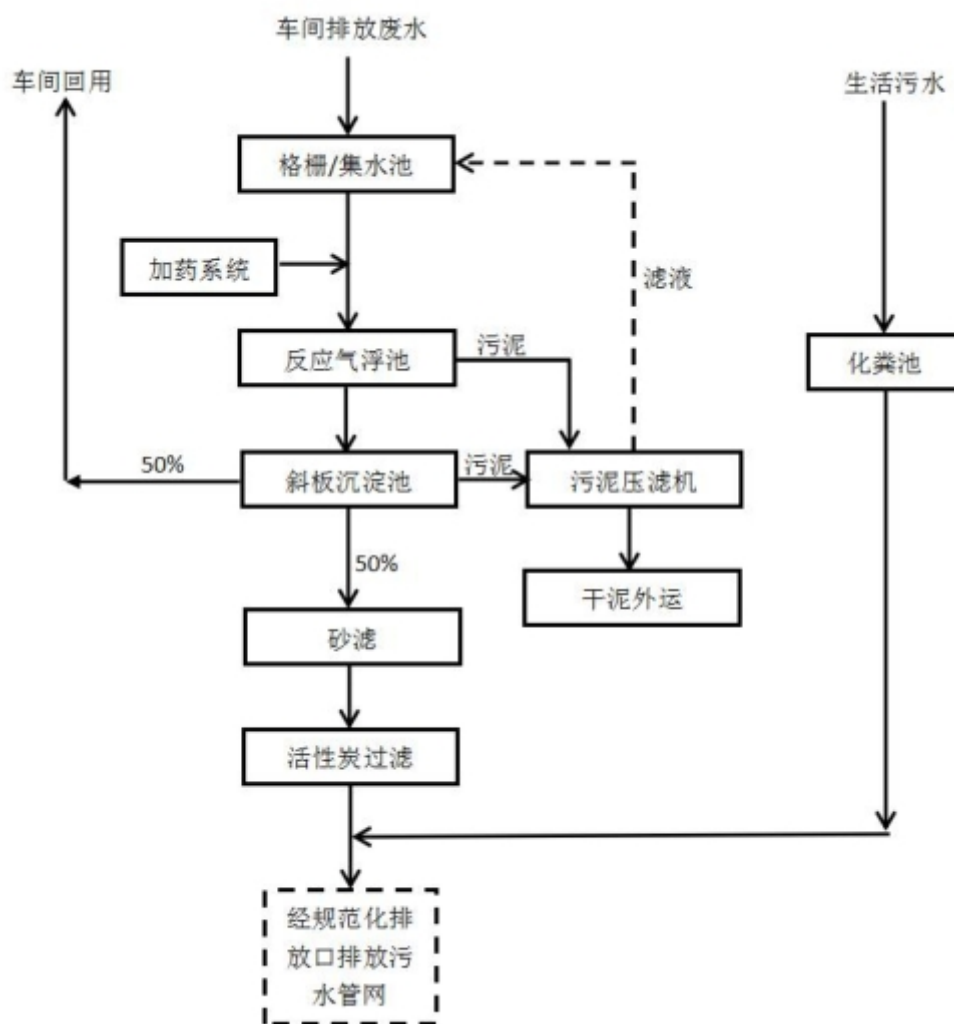 车间排放废水
车间回用
生活污水
格栅/集水池
加药系统
滤液
反应气浮池
污泥
化粪池
50%
斜板沉淀池
污泥
污泥压滤机
50%
干泥外运
砂滤
活性炭过滤
经规范化排
放口排放污
水管网